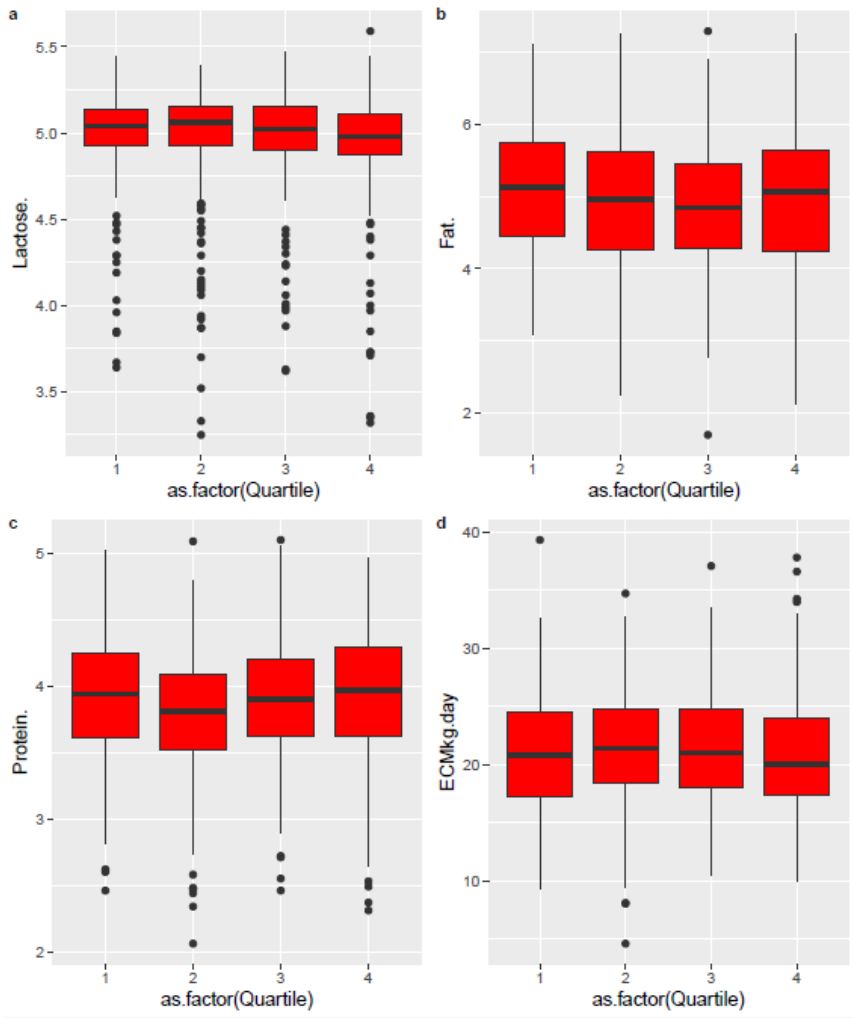 a
Lactose.
5.5
5.0
4.5
4.0
3.5
1 2 3 4
as.factor(Quartile)
b
Fat.
6
4
2
1 2 3 4
as.factor(Quartile)
c
Protein.
5
4
3
2
1 2 3 4
as.factor(Quartile)
d
ECMkg.day
40
30
20
10
1 2 3 4
as.factor(Quartile)